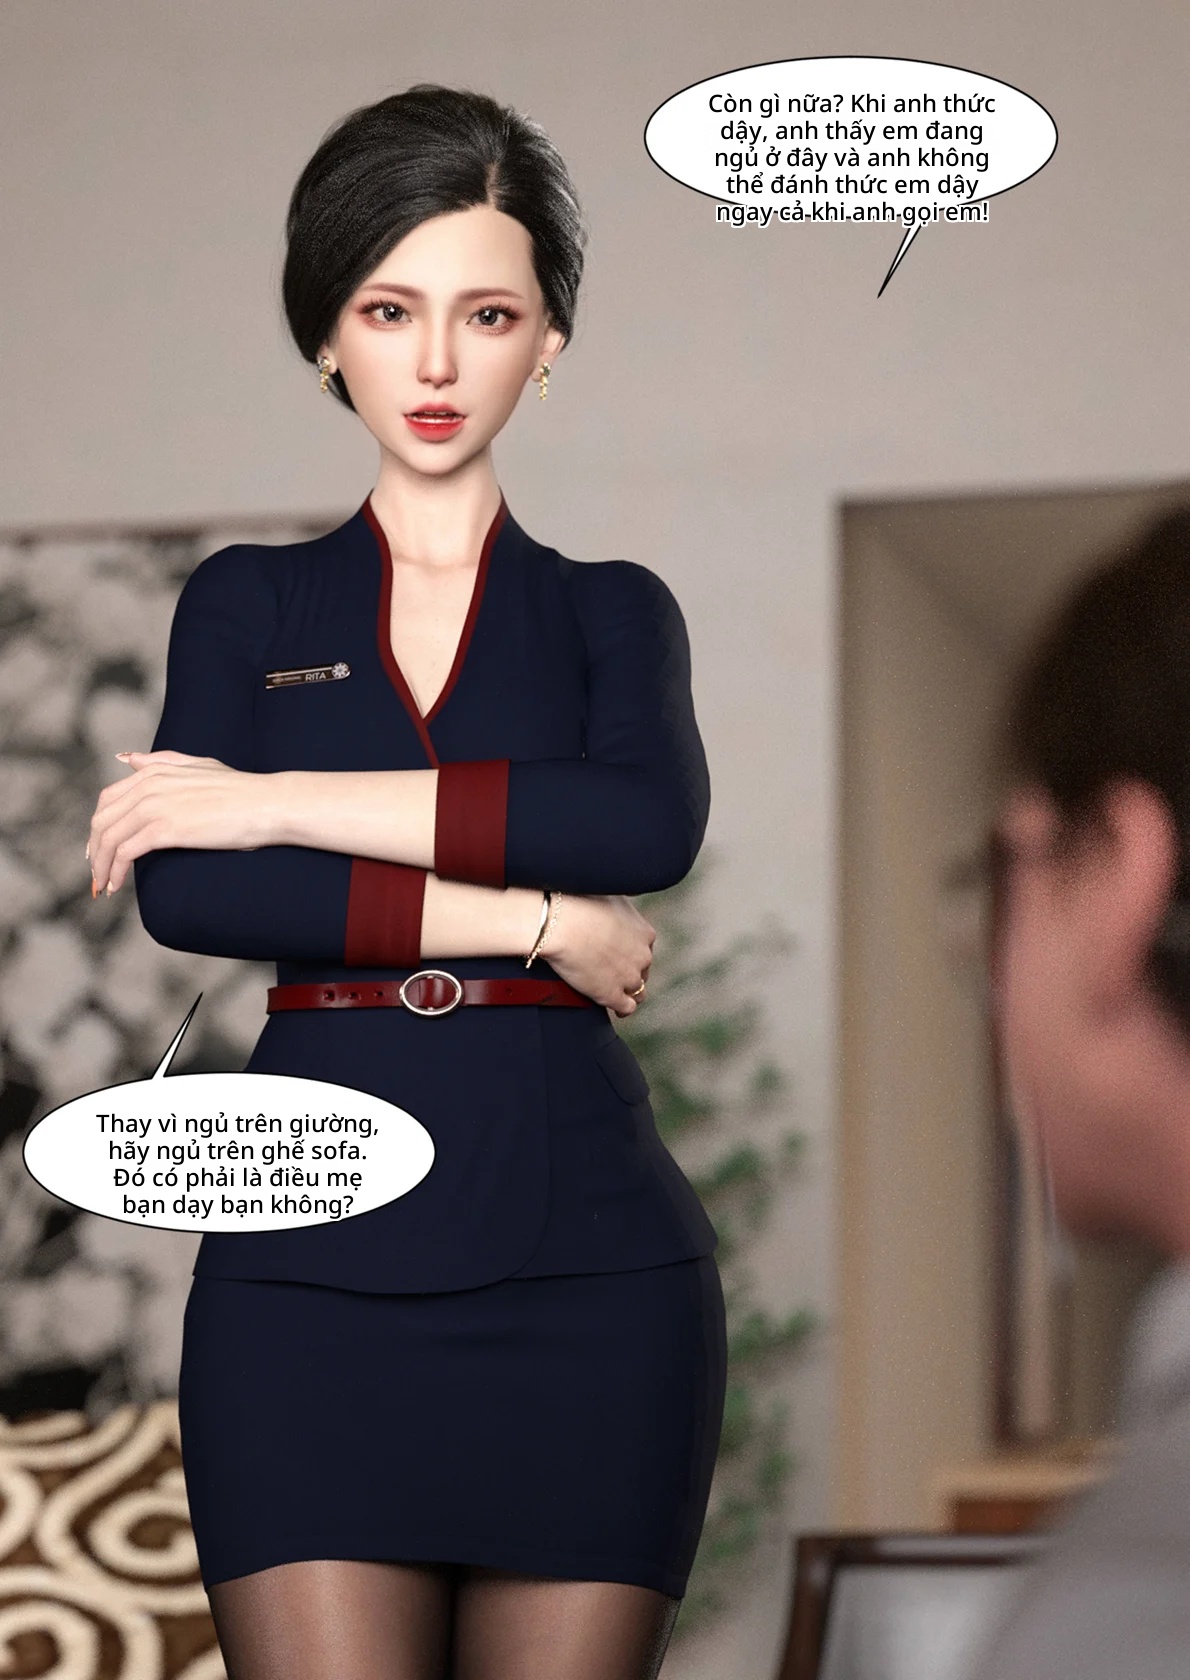 Còn gì nữa? Khi anh thức
dậy, anh thấy em đang
ngủ ở đây và anh không
thể đánh thức em dậy
ngay cả khi anh gọi em!
RITA
Thay vì ngủ trên giường,
hãy ngủ trên ghế sofa.
Đó có phải là điều mẹ
bạn dạy bạn không?